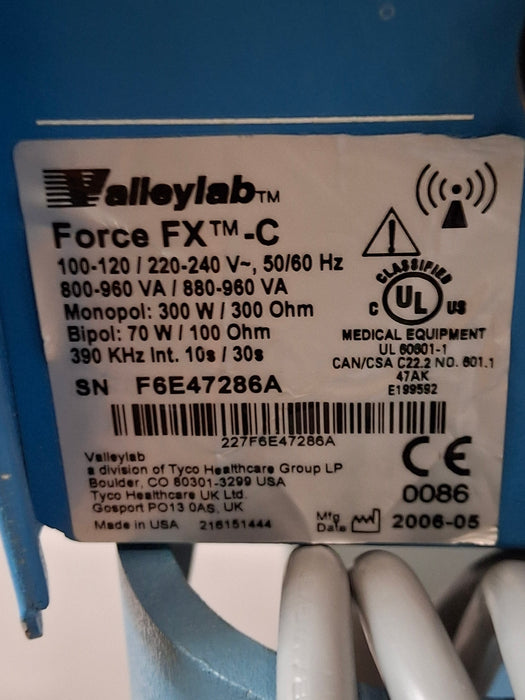 Valleylab™
Force FX™-C
100-120 / 220-240 V~, 50/60 Hz
800-960 VA / 880-960 VA
Monopol: 300 W / 300 Ohm
Bipol: 70 W / 100 Ohm
390 KHz Int. 10s / 30s
SN F6E47286A
227F6E47286A
CLASSIFIED
C UL US
MEDICAL EQUIPMENT
UL 60601-1
CAN/CSA C22.2 NO. 601.1
47AK
E199592
Valleylab
a division of Tyco Healthcare Group LP
Boulder, CO 80301-3299 USA
Tyco Healthcare UK Ltd.
Gosport PO13 0AS, UK
Made in USA 216151444
CE
0086
Mfg
Date 2006-05